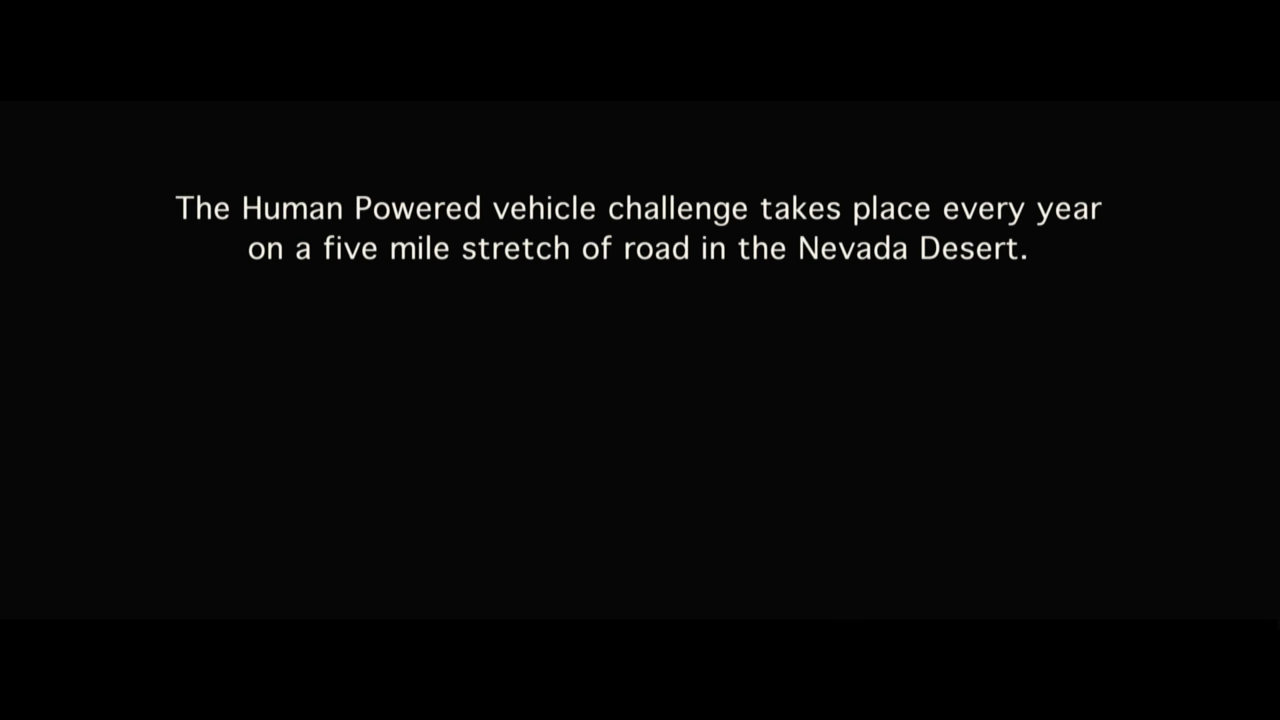 The Human Powered vehicle challenge takes place every year
on a five mile stretch of road in the Nevada Desert.